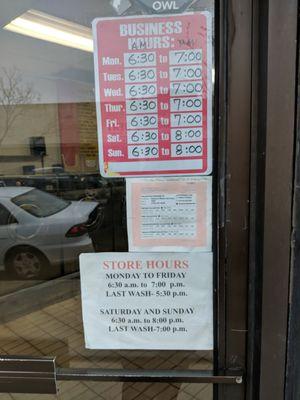 OWL
BUSINESS
HOURS:
A.M. P.M.
Mon. 6:30 to 7:00
Tues. 6:30 to 7:00
Wed. 6:30 to 7:00
Thur. 6:30 to 7:00
Fri. 6:30 to 7:00
Sat. 6:30 to 8:00
Sun. 6:30 to 8:00
STORE HOURS
MONDAY TO FRIDAY
6:30 a.m. to 7:00 p.m.
LAST WASH- 5:30 p.m.
SATURDAY AND SUNDAY
6:30 a.m. to 8:00 p.m.
LAST WASH-7:00 p.m.